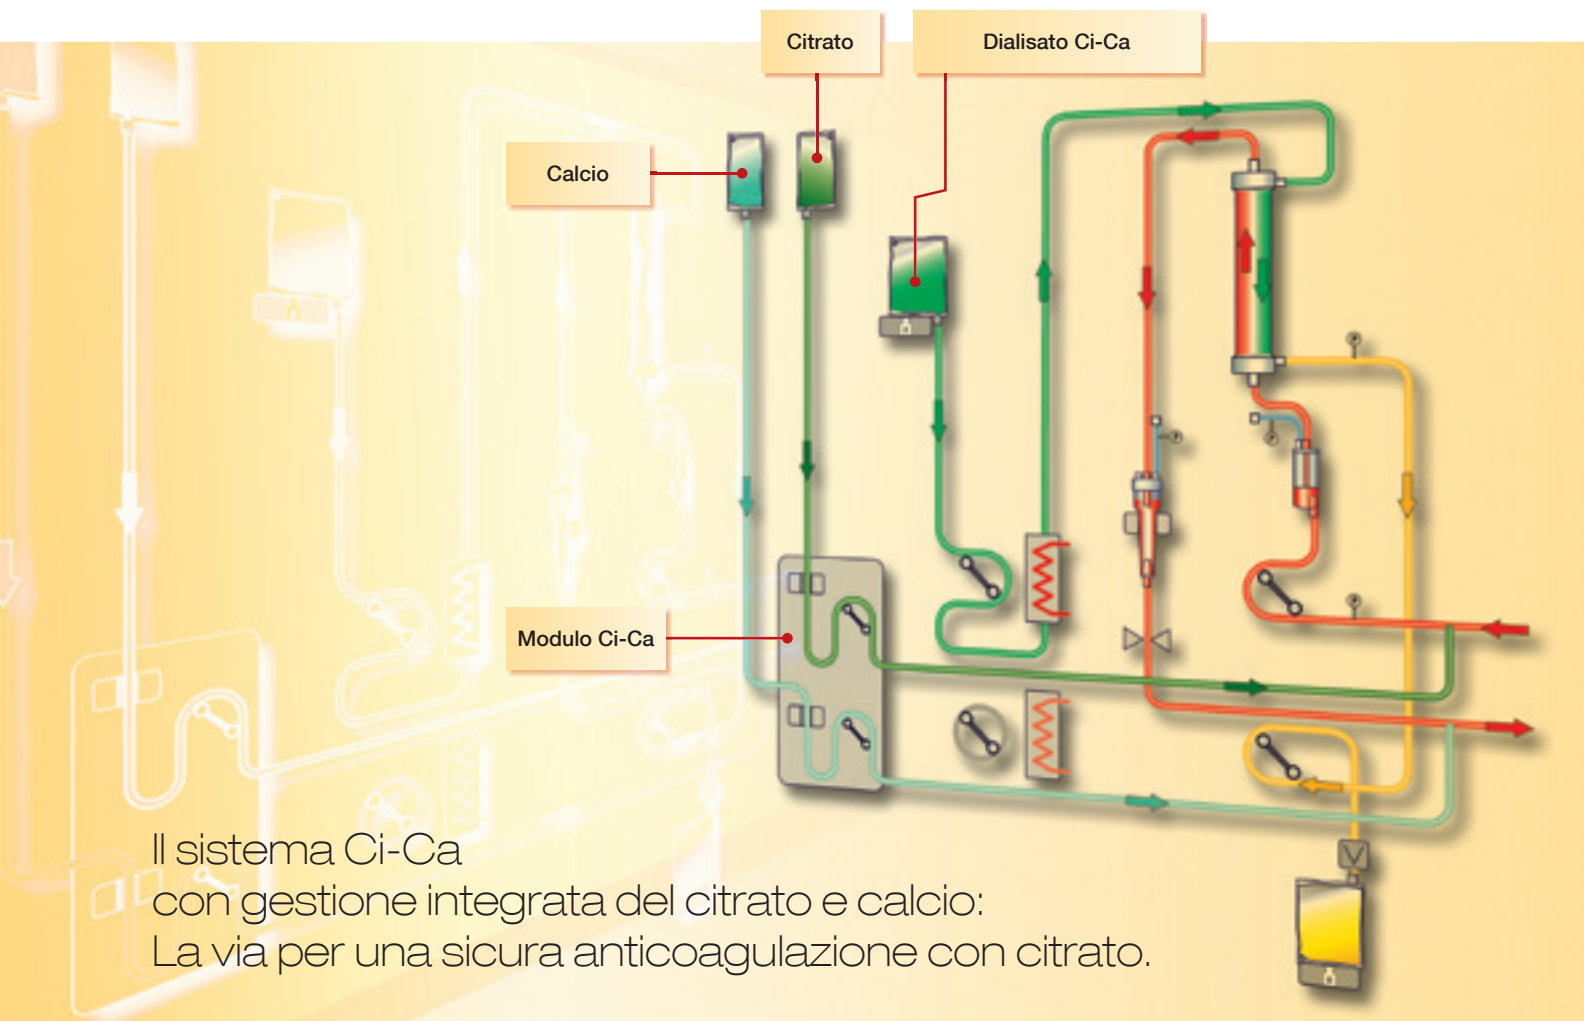 Citrato
Dialisato Ci-Ca
Calcio
Modulo Ci-Ca
Il sistema Ci-Ca
con gestione integrata del citrato e calcio:
La via per una sicura anticoagulazione con citrato.